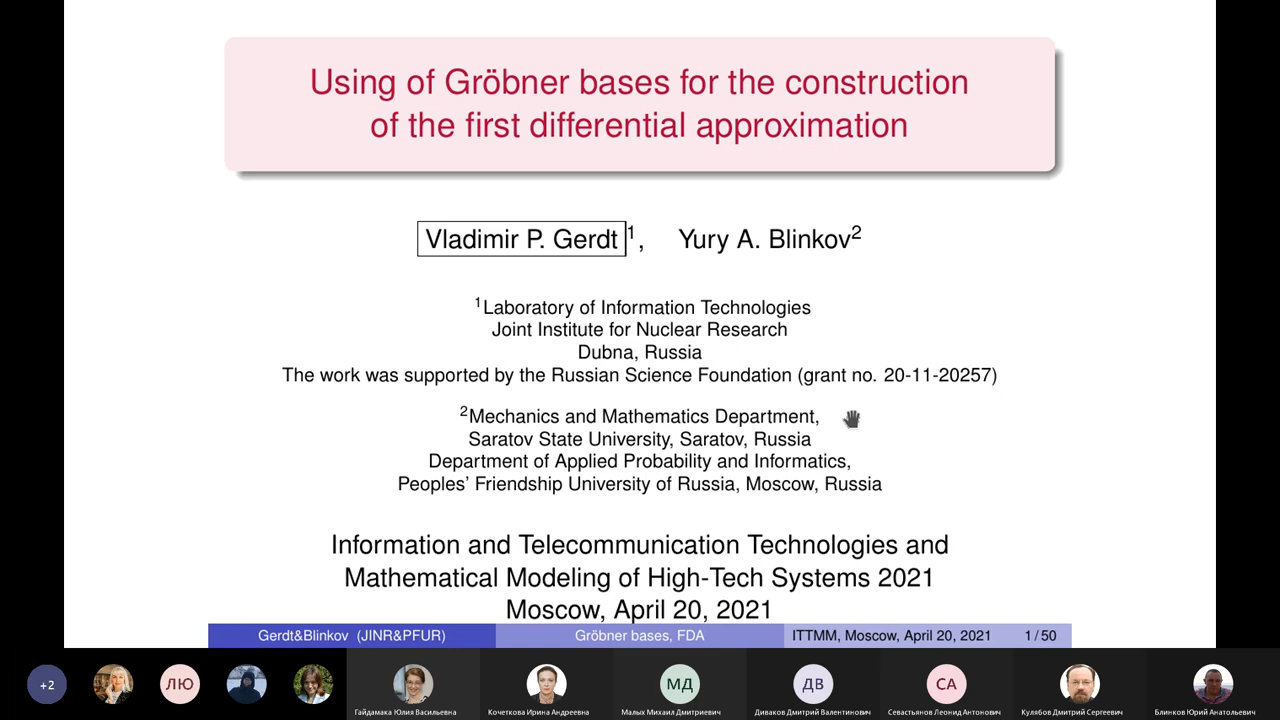 Using of Gröbner bases for the construction
of the first differential approximation
Vladimir P. Gerdt¹, Yury A. Blinkov²
¹Laboratory of Information Technologies
Joint Institute for Nuclear Research
Dubna, Russia
The work was supported by the Russian Science Foundation (grant no. 20-11-20257)
²Mechanics and Mathematics Department,
Saratov State University, Saratov, Russia
Department of Applied Probability and Informatics,
Peoples' Friendship University of Russia, Moscow, Russia
Information and Telecommunication Technologies and
Mathematical Modeling of High-Tech Systems 2021
Moscow, April 20, 2021
Gerdt&Blinkov (JINR&PFUR) Gröbner bases, FDA ITTMM, Moscow, April 20, 2021 1 / 50
+2 ЛЮ МД ДВ СА
Гайдамака Юлия Васильевна Кочеткова Ирина Андреевна Малых Михаил Дмитриевич Диваков Дмитрий Валентинович Севастьянов Леонид Антонович Кулябов Дмитрий Сергеевич Блинков Юрий Анатольевич